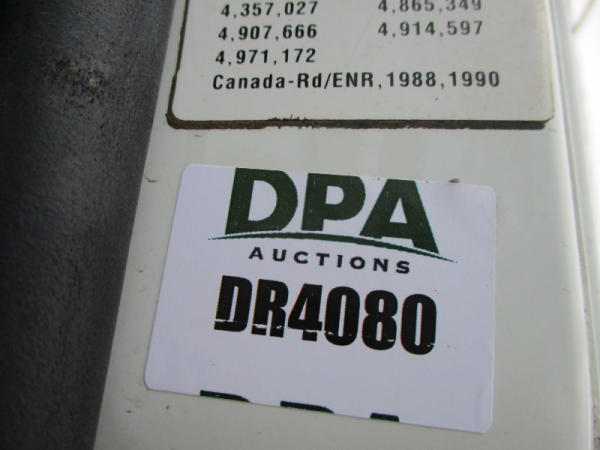 4,357,027 4,865,349
4,907,666 4,914,597
4,971,172
Canada-Rd/ENR,1988,1990
DPA
AUCTIONS
DR4080
DPA